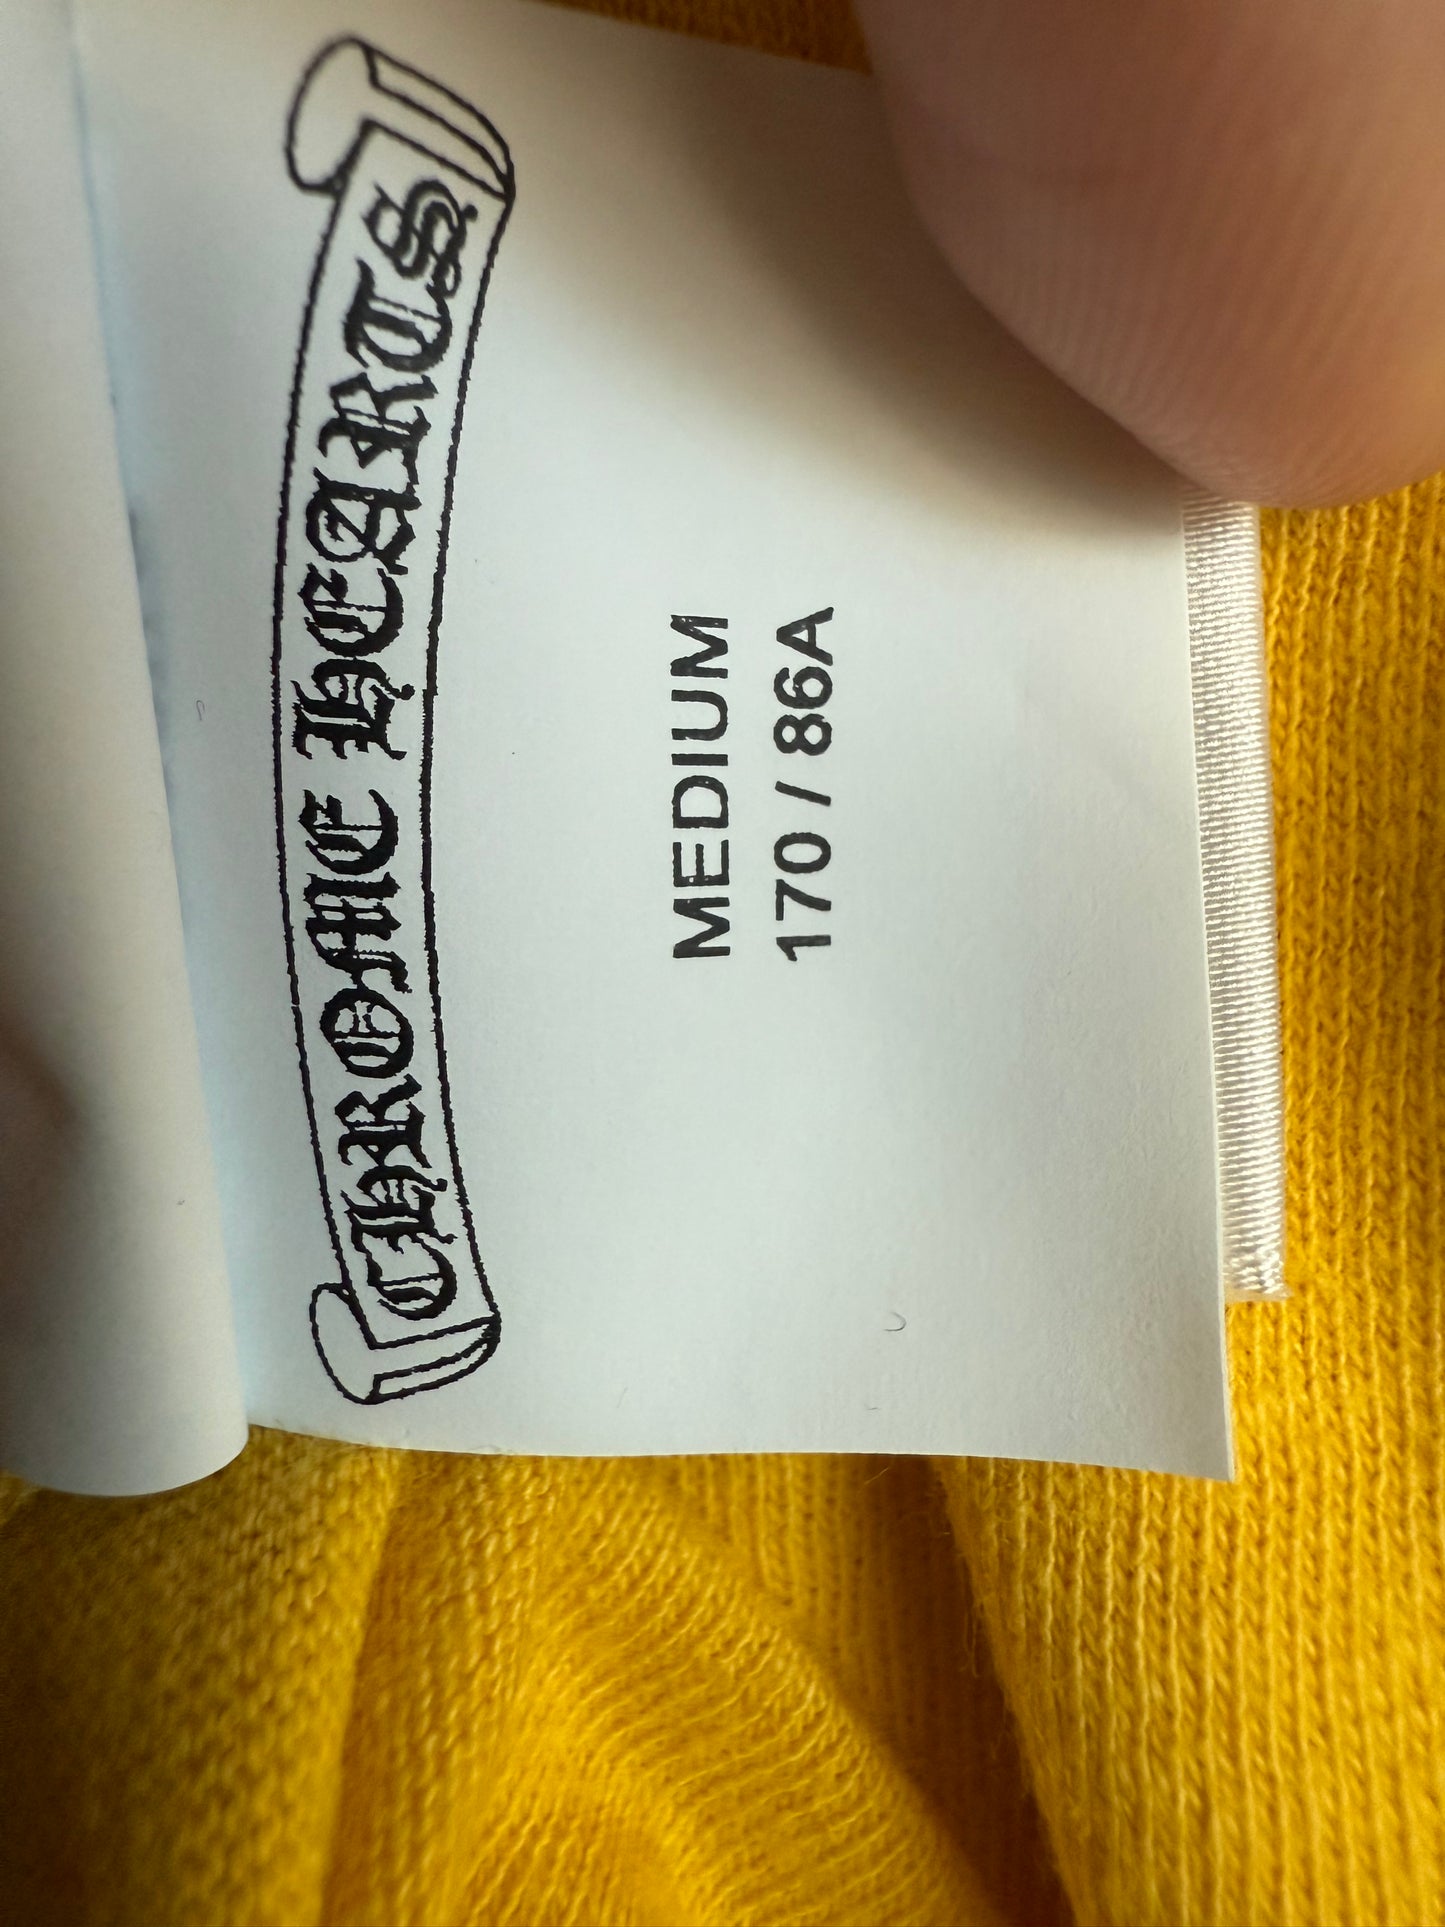 CHROME HEARTS
MEDIUM
170 / 86A